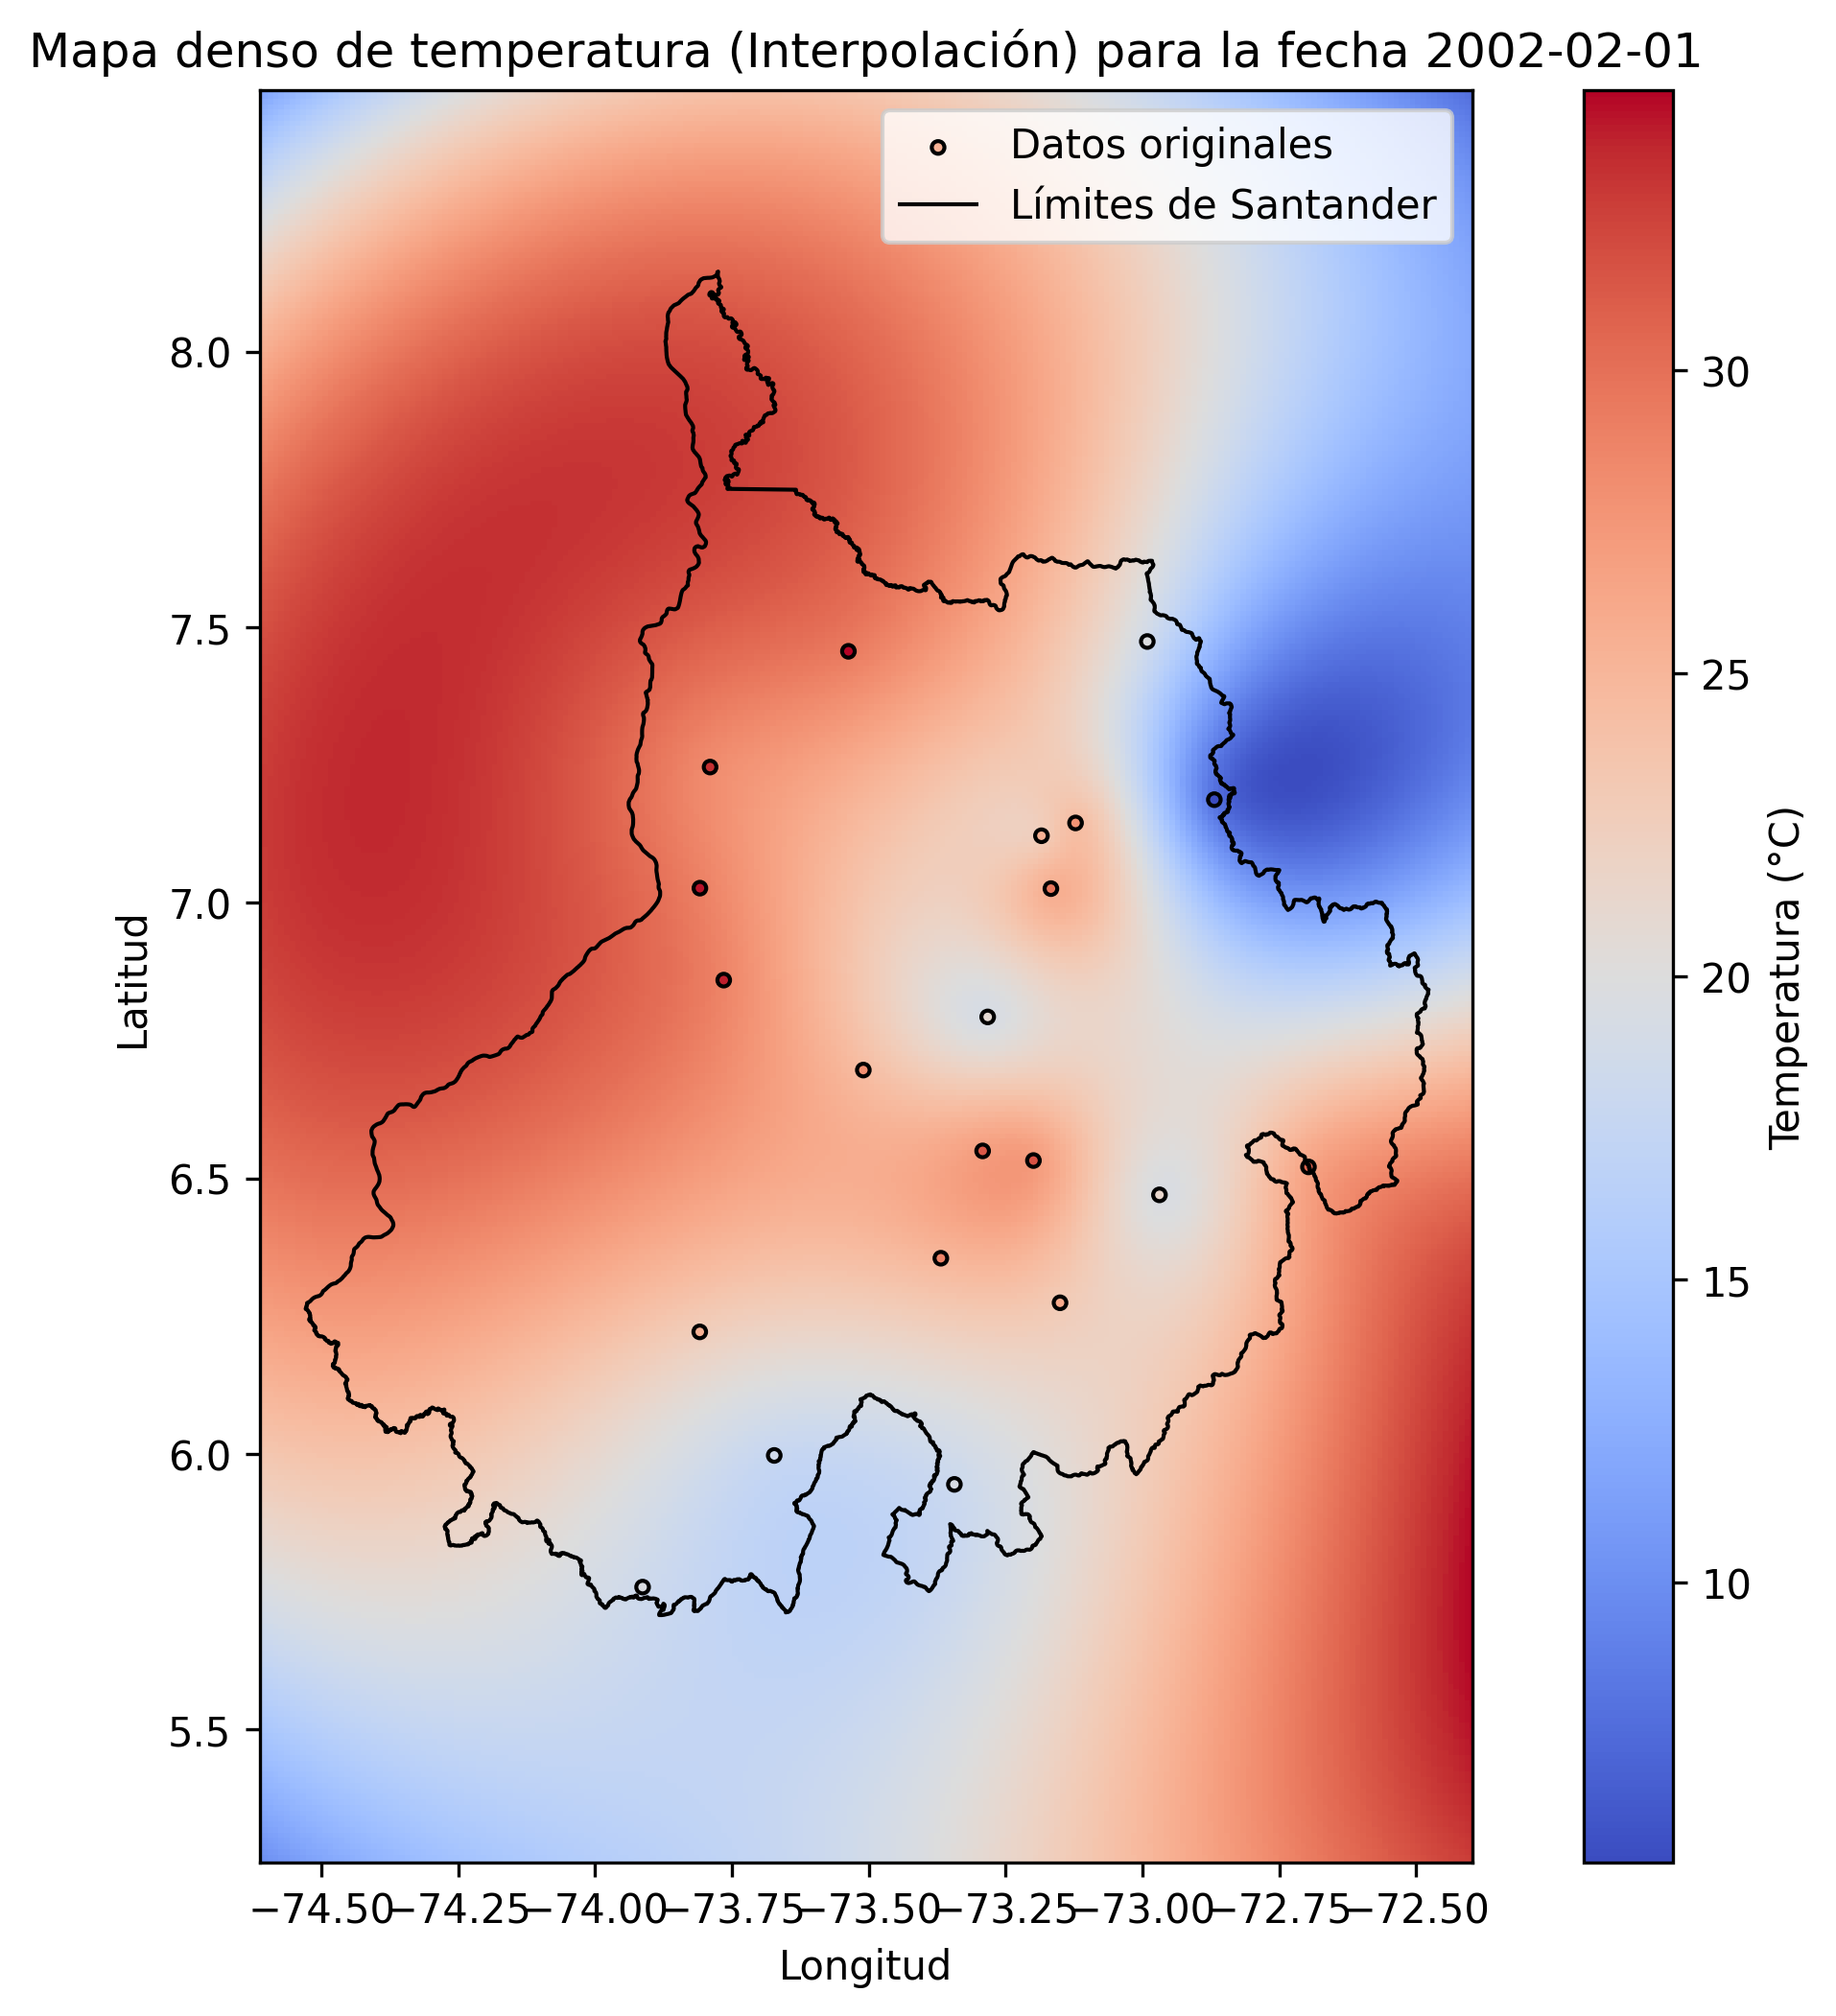 Mapa denso de temperatura (Interpolación) para la fecha 2002-02-01
Datos originales
Límites de Santander
8.0
7.5
7.0
6.5
6.0
5.5
Latitud
−74.50 −74.25 −74.00 −73.75 −73.50 −73.25 −73.00 −72.75 −72.50
Longitud
30
25
20
15
10
Temperatura (°C)